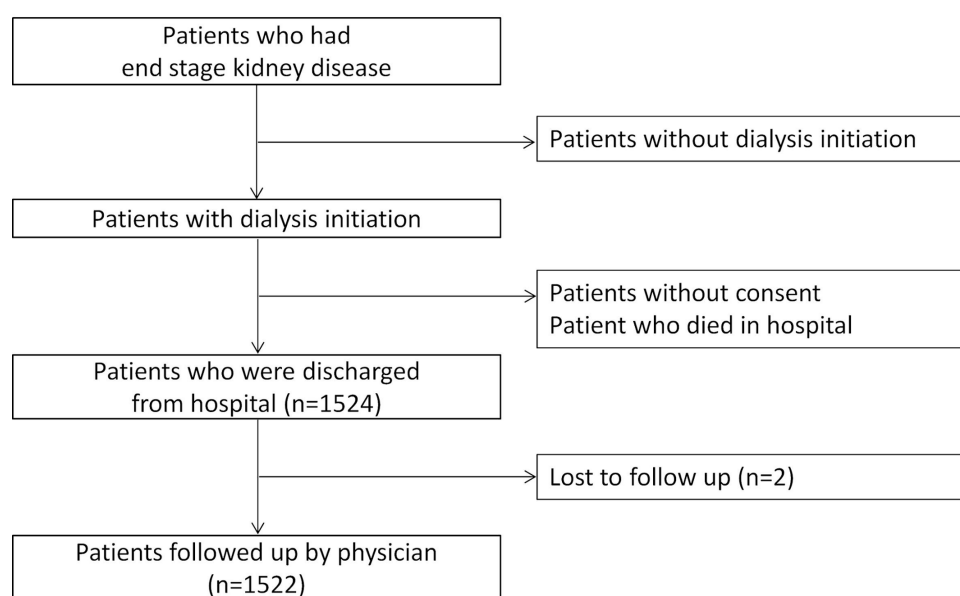 Patients who had
end stage kidney disease
Patients without dialysis initiation
Patients with dialysis initiation
Patients without consent
Patient who died in hospital
Patients who were discharged
from hospital (n=1524)
Lost to follow up (n=2)
Patients followed up by physician
(n=1522)